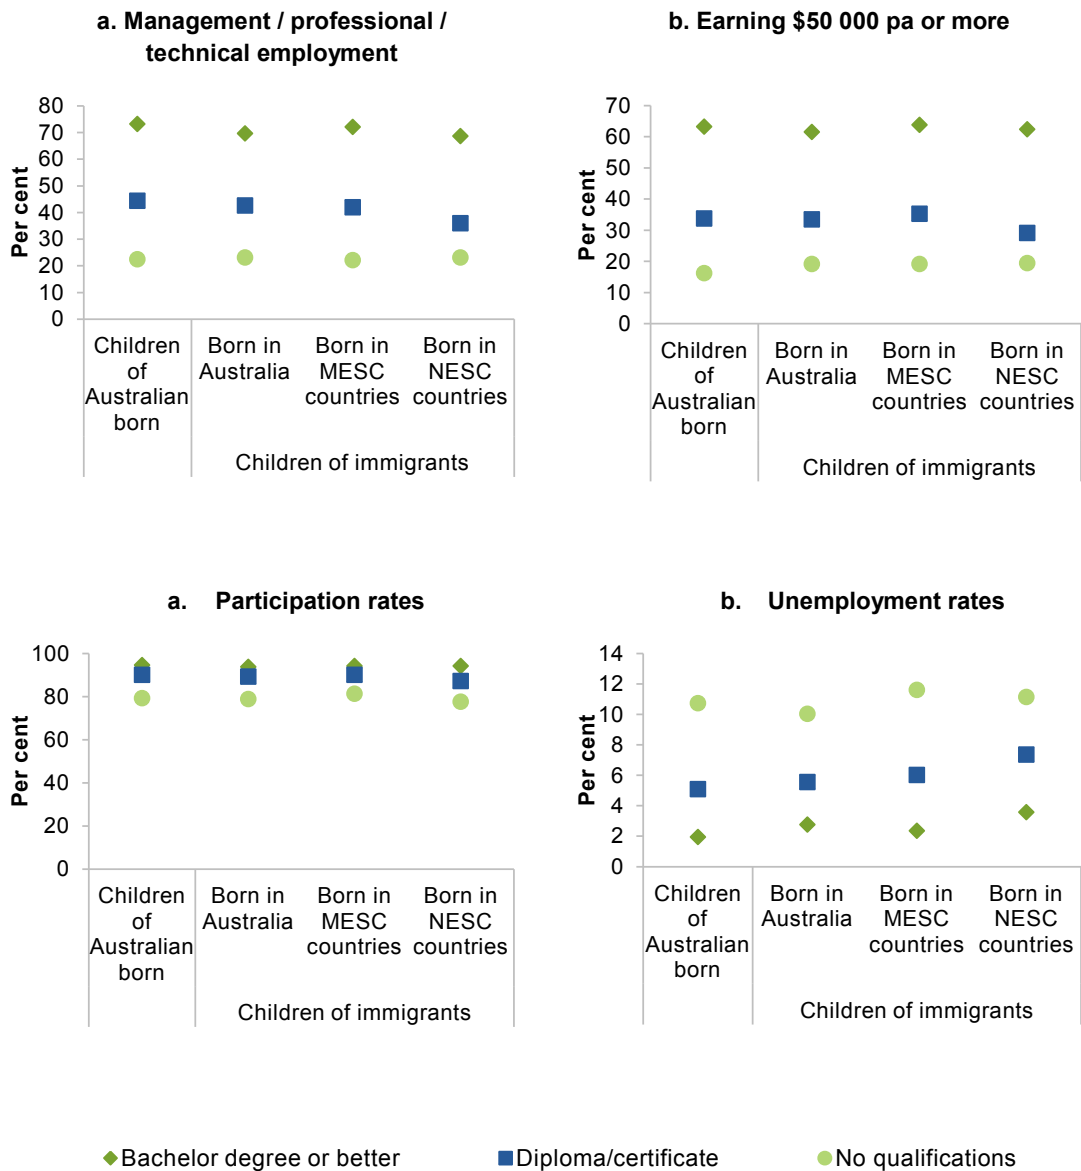 a. Management / professional /
technical employment
Per cent
80
70
60
50
40
30
20
10
0
Children
of
Australian
born
Born in
Australia
Born in
MESC
countries
Born in
NESC
countries
Children of immigrants
b. Earning $50 000 pa or more
Per cent
70
60
50
40
30
20
10
0
Children
of
Australian
born
Born in
Australia
Born in
MESC
countries
Born in
NESC
countries
Children of immigrants
a. Participation rates
Per cent
100
80
60
40
20
0
Children
of
Australian
born
Born in
Australia
Born in
MESC
countries
Born in
NESC
countries
Children of immigrants
b. Unemployment rates
Per cent
14
12
10
8
6
4
2
0
Children
of
Australian
born
Born in
Australia
Born in
MESC
countries
Born in
NESC
countries
Children of immigrants
Bachelor degree or better
Diploma/certificate
No qualifications